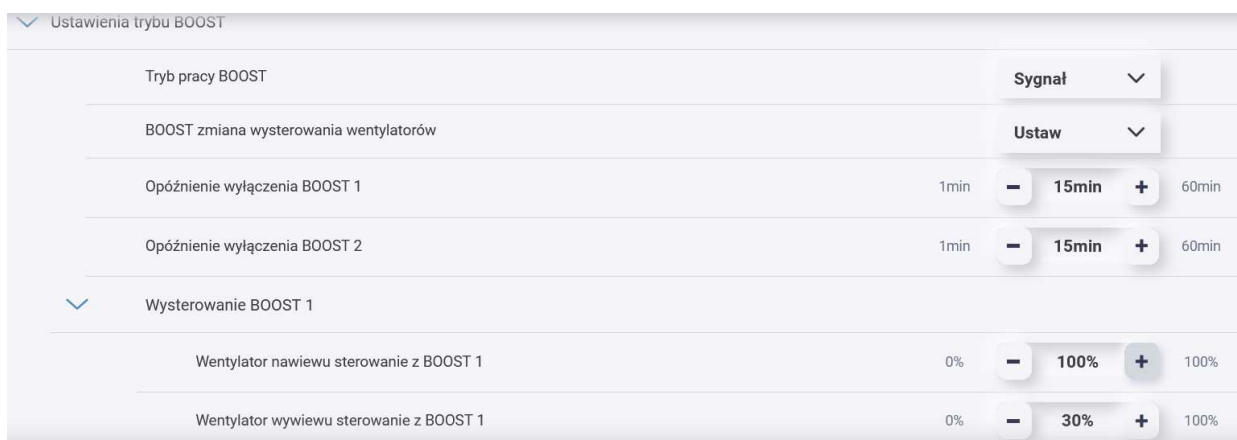 Ustawienia trybu BOOST
Tryb pracy BOOST Sygnał
BOOST zmiana wysterowania wentylatorów Ustaw
Opóźnienie wyłączenia BOOST 1 1min − 15min + 60min
Opóźnienie wyłączenia BOOST 2 1min − 15min + 60min
Wysterowanie BOOST 1
Wentylator nawiewu sterowanie z BOOST 1 0% − 100% + 100%
Wentylator wywiewu sterowanie z BOOST 1 0% − 30% + 100%